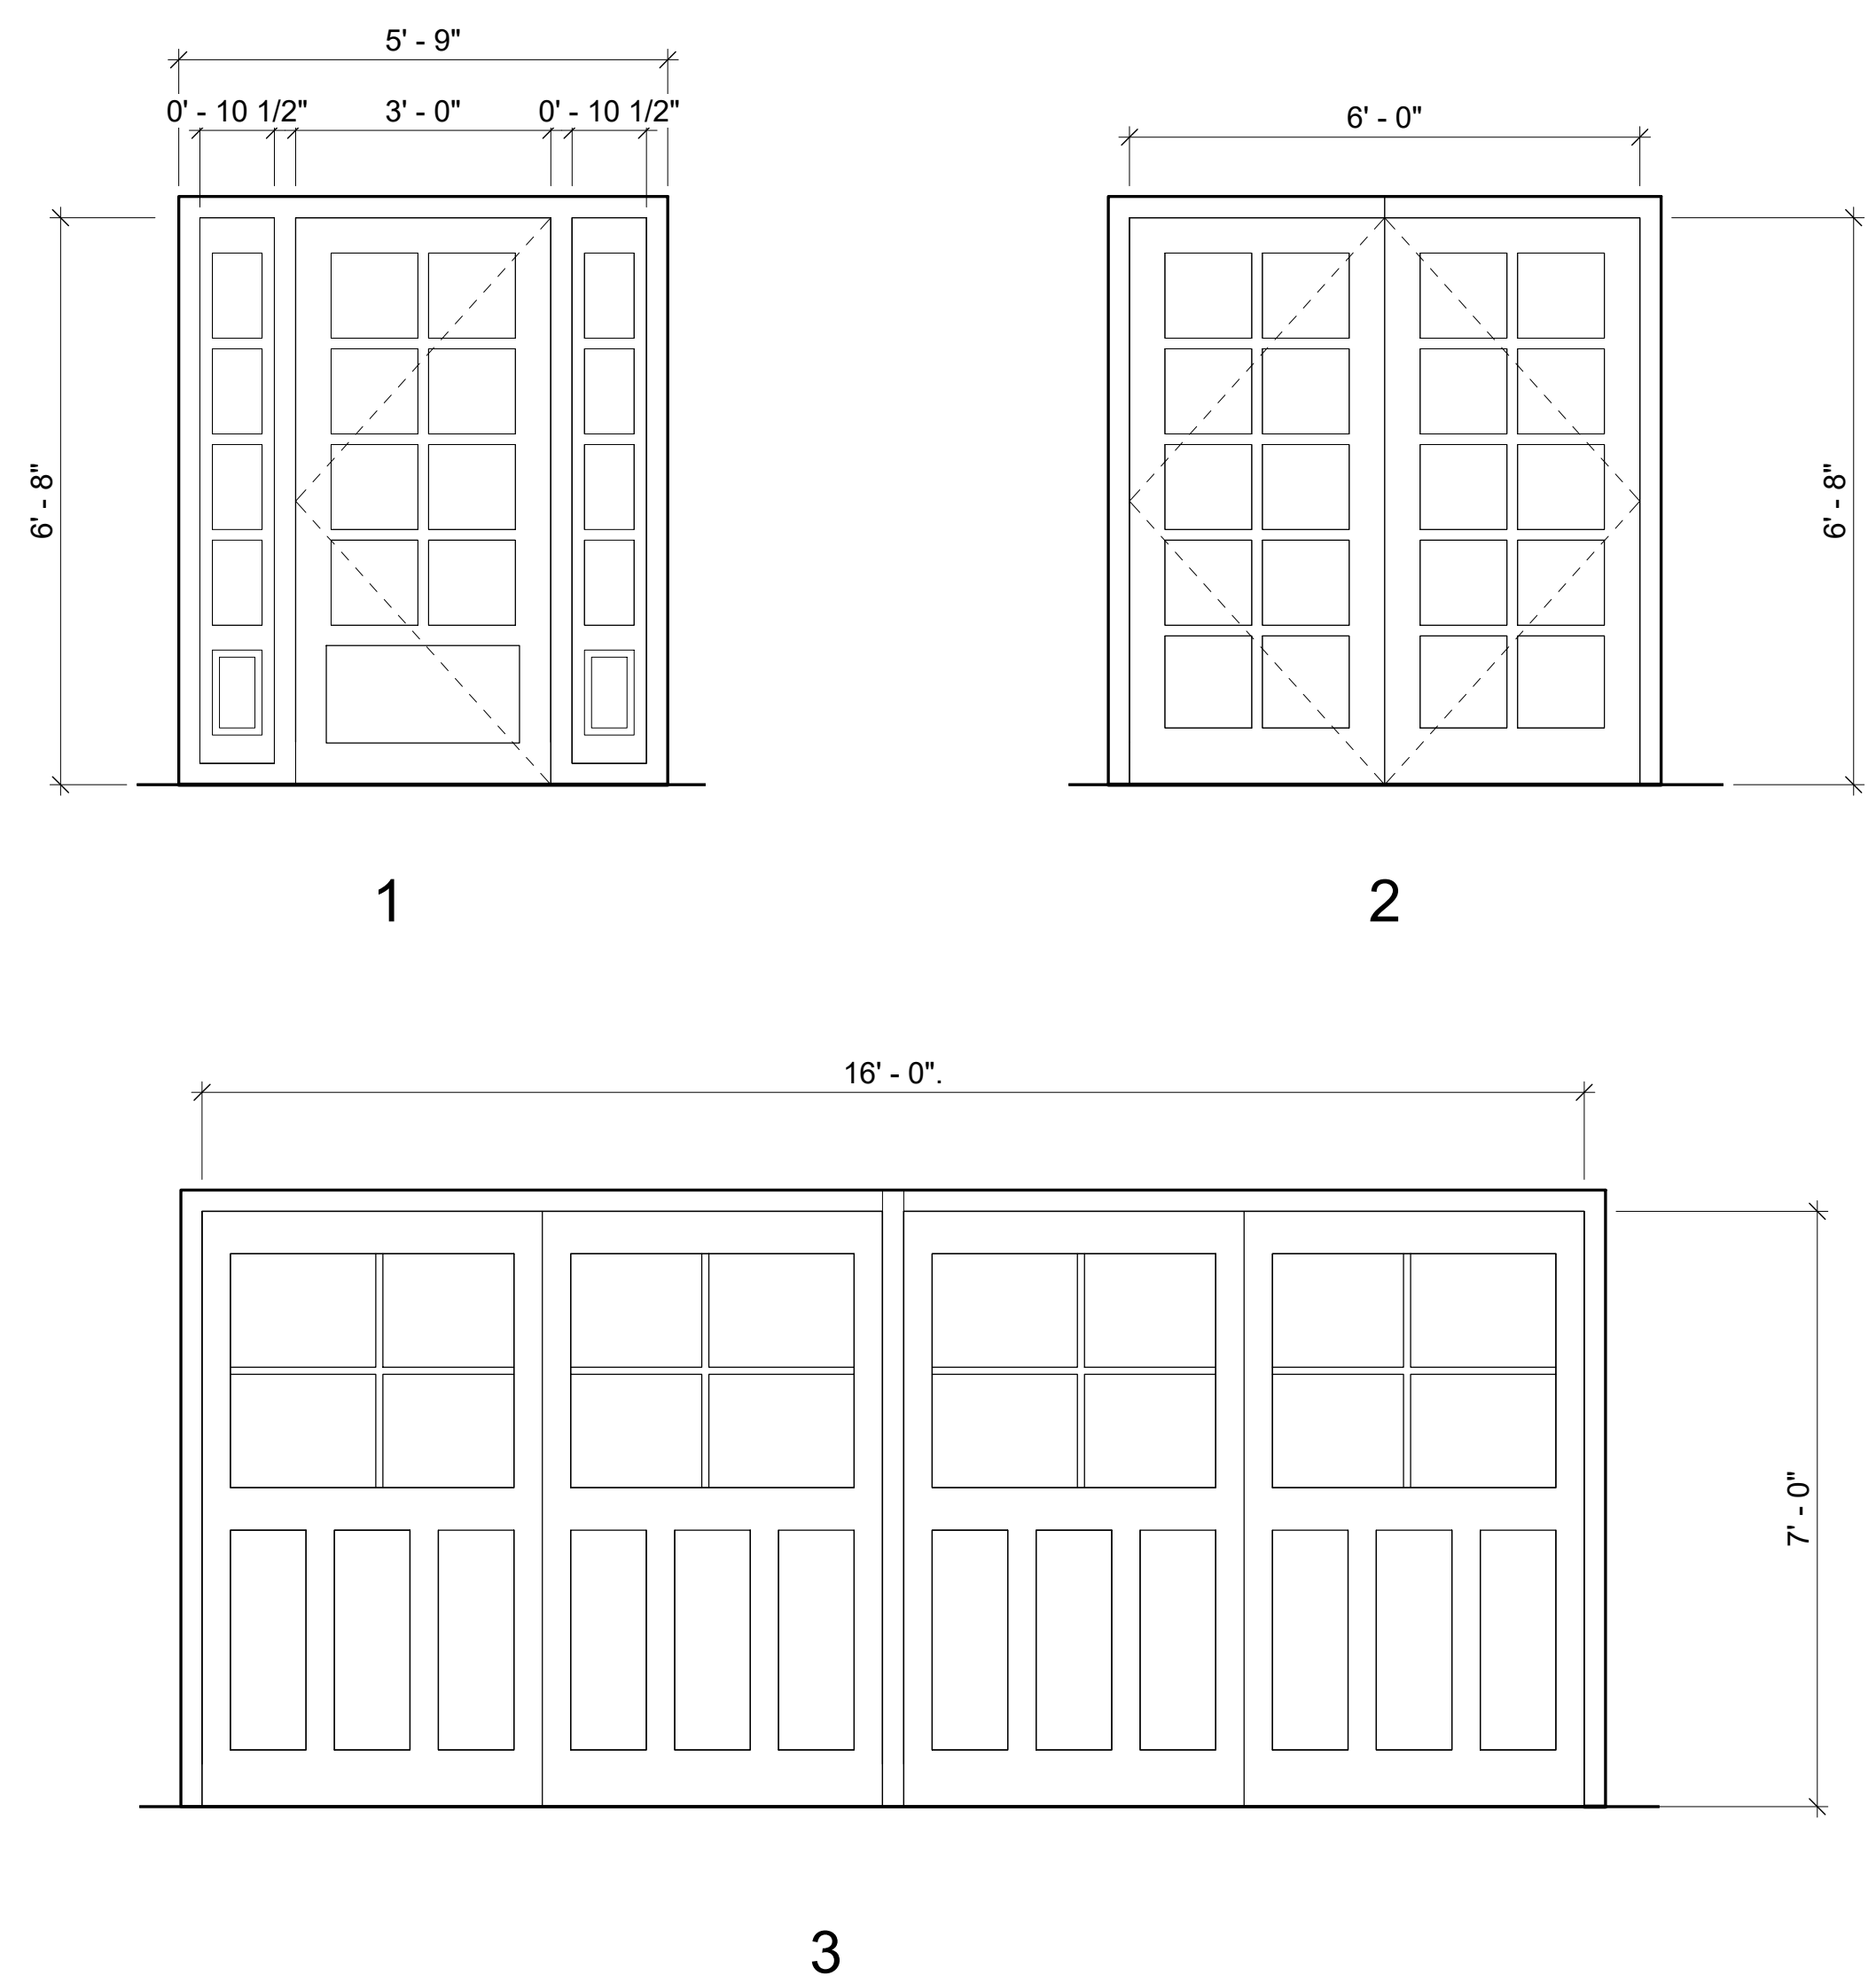 5' - 9"
0' - 10 1/2" 3' - 0" 0' - 10 1/2"
6' - 0"
6' - 8"
6' - 8"
1
2
16' - 0".
7' - 0"
3